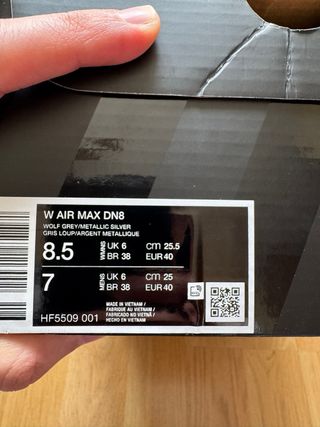 W AIR MAX DN8
WOLF GREY/METALLIC SILVER
GRIS LOUP/ARGENT METALLIQUE
8.5 WMNS UK 6 cm 25.5
BR 38 EUR 40
7 MENS UK 6 cm 25
BR 38 EUR 40
MADE IN VIETNAM /
FABRIQUÉ AU VIETNAM /
FABRICADO NO VIETNÃ /
FABRICADO EN VIETNAM
HF5509 001